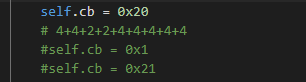 self.cb = 0x20
# 4+4+2+2+4+4+4+4+4
#self.cb = 0x1
#self.cb = 0x21